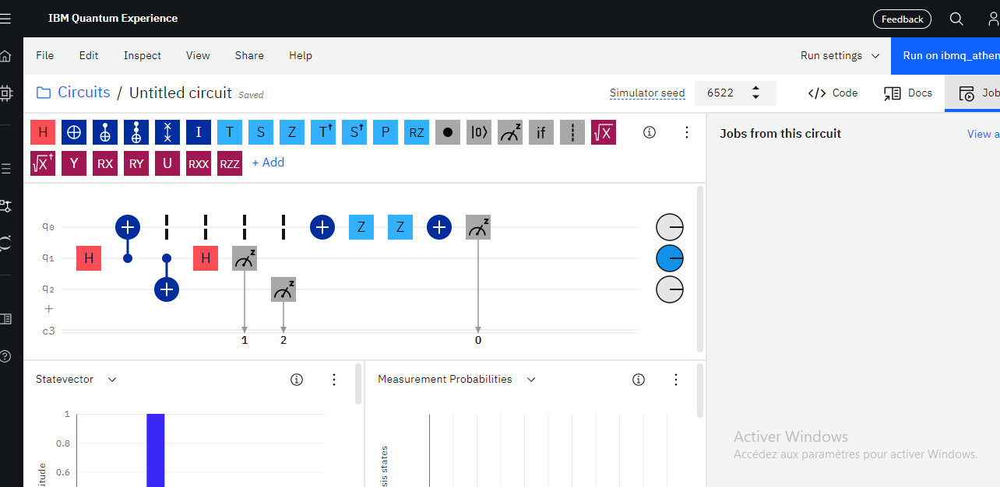 IBM Quantum Experience
Feedback
File Edit Inspect View Share Help
Run settings
Run on ibmq_athen
Circuits / Untitled circuit Saved
Simulator seed 6522
Code Docs Job
H I T S Z T† S† P RZ |0⟩ z if √X
√X† Y RX RY U RXX RZZ + Add
Jobs from this circuit
View a
q0 Z Z z
q1 H H z
q2 z
+
c3
1 2 0
Statevector
Measurement Probabilities
1
0.8
0.6
itude
sis states
Activer Windows
Accédez aux paramètres pour activer Windows.